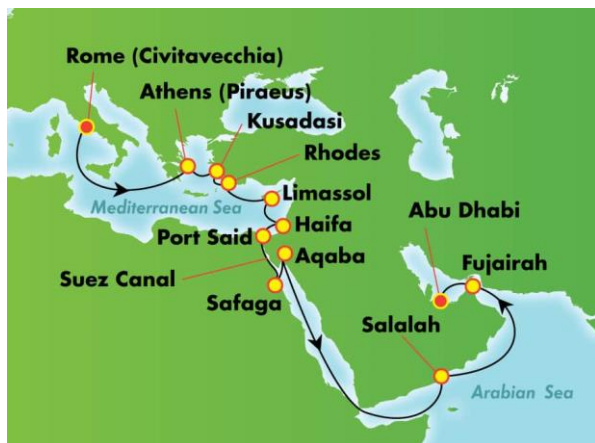 Rome (Civitavecchia)
Athens (Piraeus)
Kusadasi
Rhodes
Mediterranean Sea
Limassol
Abu Dhabi
Haifa
Port Said
Aqaba
Fujairah
Suez Canal
Safaga
Salalah
Arabian Sea